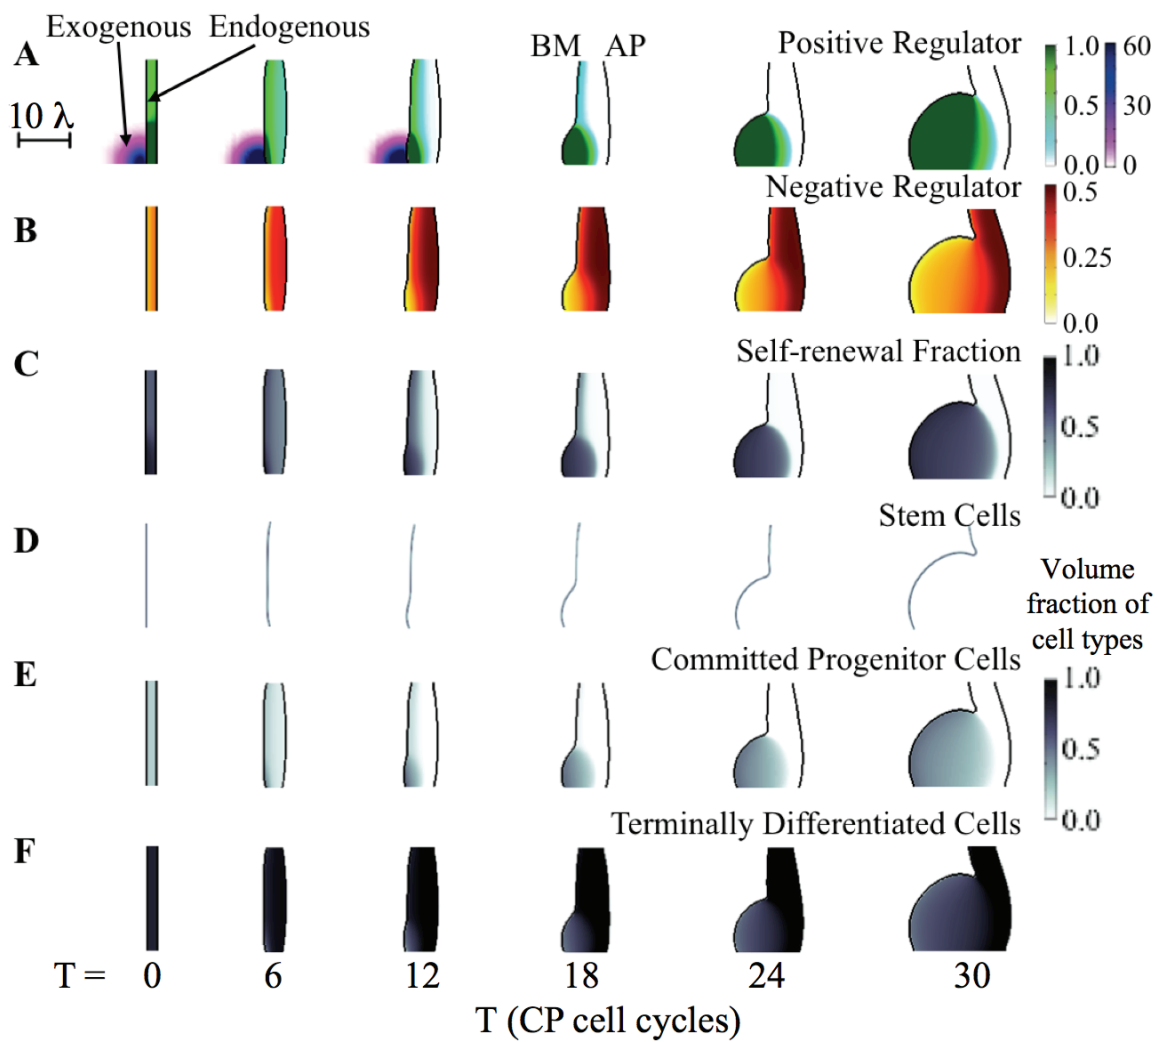 Exogenous Endogenous
A
BM AP
Positive Regulator
1.0 60
0.5 30
0.0 0
10 λ
B
Negative Regulator
0.5
0.25
0.0
C
Self-renewal Fraction
1.0
0.5
0.0
D
Stem Cells
Volume
fraction of
cell types
E
Committed Progenitor Cells
1.0
0.5
0.0
F
Terminally Differentiated Cells
T = 0 6 12 18 24 30
T (CP cell cycles)